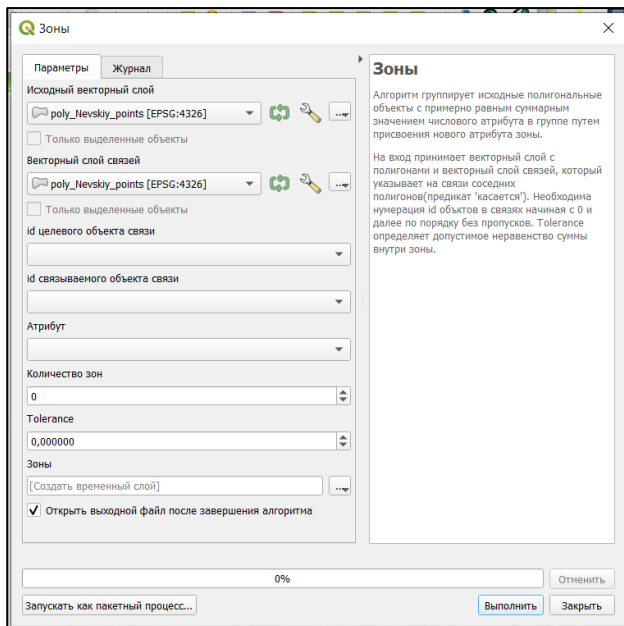 Зоны
Параметры
Журнал
Исходный векторный слой
poly_Nevskiy_points [EPSG:4326]
Только выделенные объекты
Векторный слой связей
poly_Nevskiy_points [EPSG:4326]
Только выделенные объекты
id целевого объекта связи
id связываемого объекта связи
Атрибут
Количество зон
0
Tolerance
0,000000
Зоны
[Создать временный слой]
Открыть выходной файл после завершения алгоритма
Зоны
Алгоритм группирует исходные полигональные
объекты с примерно равным суммарным
значением числового атрибута в группе путем
присвоения нового атрибута зоны.
На вход принимает векторный слой с
полигонами и векторный слой связей, который
указывает на связи соседних
полигонов(предикат 'касается'). Необходима
нумерация id объктов в связях начиная с 0 и
далее по порядку без пропусков. Tolerance
определяет допустимое неравенство суммы
внутри зоны.
0%
Отменить
Запускать как пакетный процесс...
Выполнить
Закрыть